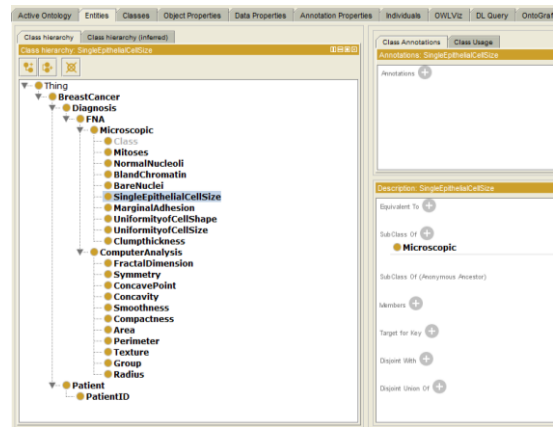 Active Ontology Entities Classes Object Properties Data Properties Annotation Properties Individuals OWLViz DL Query OntoGraf
Class hierarchy Class hierarchy (inferred)
Class hierarchy: SingleEpithelialCellSize
Thing
BreastCancer
Diagnosis
FNA
Microscopic
Class
Mitoses
NormalNucleoli
BlandChromatin
BareNuclei
SingleEpithelialCellSize
MarginalAdhesion
UniformityofCellShape
UniformityofCellSize
Clumpthickness
ComputerAnalysis
FractalDimension
Symmetry
ConcavePoint
Concavity
Smoothness
Compactness
Area
Perimeter
Texture
Group
Radius
Patient
PatientID
Class Annotations Class Usage
Annotations: SingleEpithelialCellSize
Annotations
Description: SingleEpithelialCellSize
Equivalent To
SubClass Of
Microscopic
SubClass Of (Anonymous Ancestor)
Members
Target for Key
Disjoint With
Disjoint Union Of